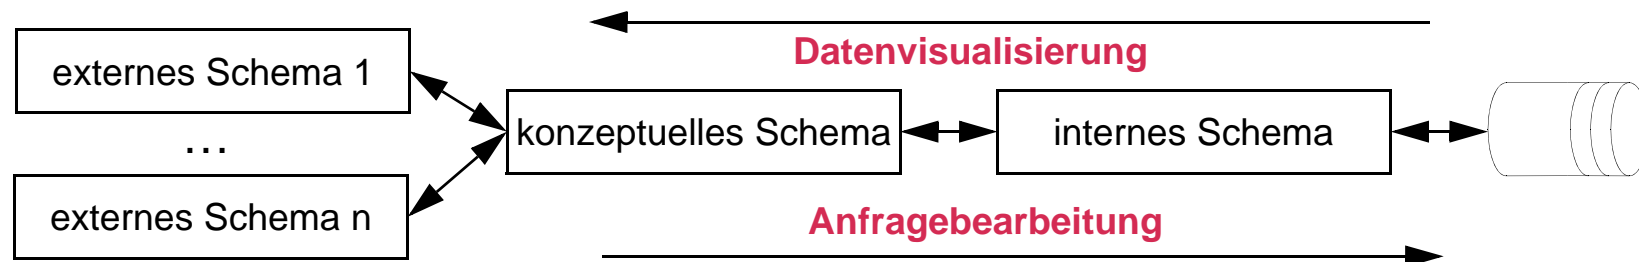 externes Schema 1
…
externes Schema n
konzeptuelles Schema
Datenvisualisierung
internes Schema
Anfragebearbeitung